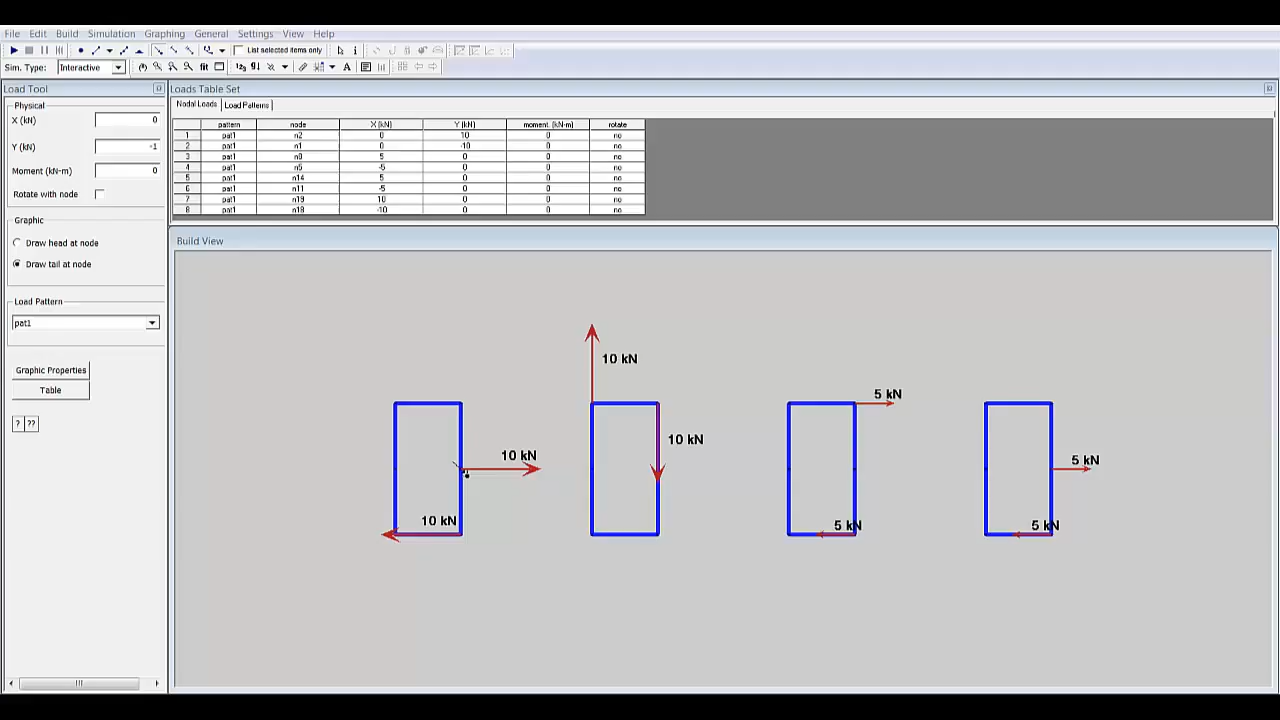 File Edit Build Simulation Graphing General Settings View Help
List selected items only
Sim. Type: Interactive fit A
Load Tool
Physical
X (kN) 0
Y (kN) -1
Moment (kN-m) 0
Rotate with node
Graphic
Draw head at node
Draw tail at node
Load Pattern
pat1
Graphic Properties
Table
? ??
Loads Table Set
Nodal Loads Load Patterns
pattern node X (kN) Y (kN) moment. (kN-m) rotate
1 pat1 n2 0 10 0 no
2 pat1 n1 0 -10 0 no
3 pat1 n8 5 0 0 no
4 pat1 n5 -5 0 0 no
5 pat1 n14 5 0 0 no
6 pat1 n11 -5 0 0 no
7 pat1 n19 10 0 0 no
8 pat1 n18 -10 0 0 no
Build View
10 kN
5 kN
10 kN
10 kN
5 kN
10 kN
5 kN
5 kN